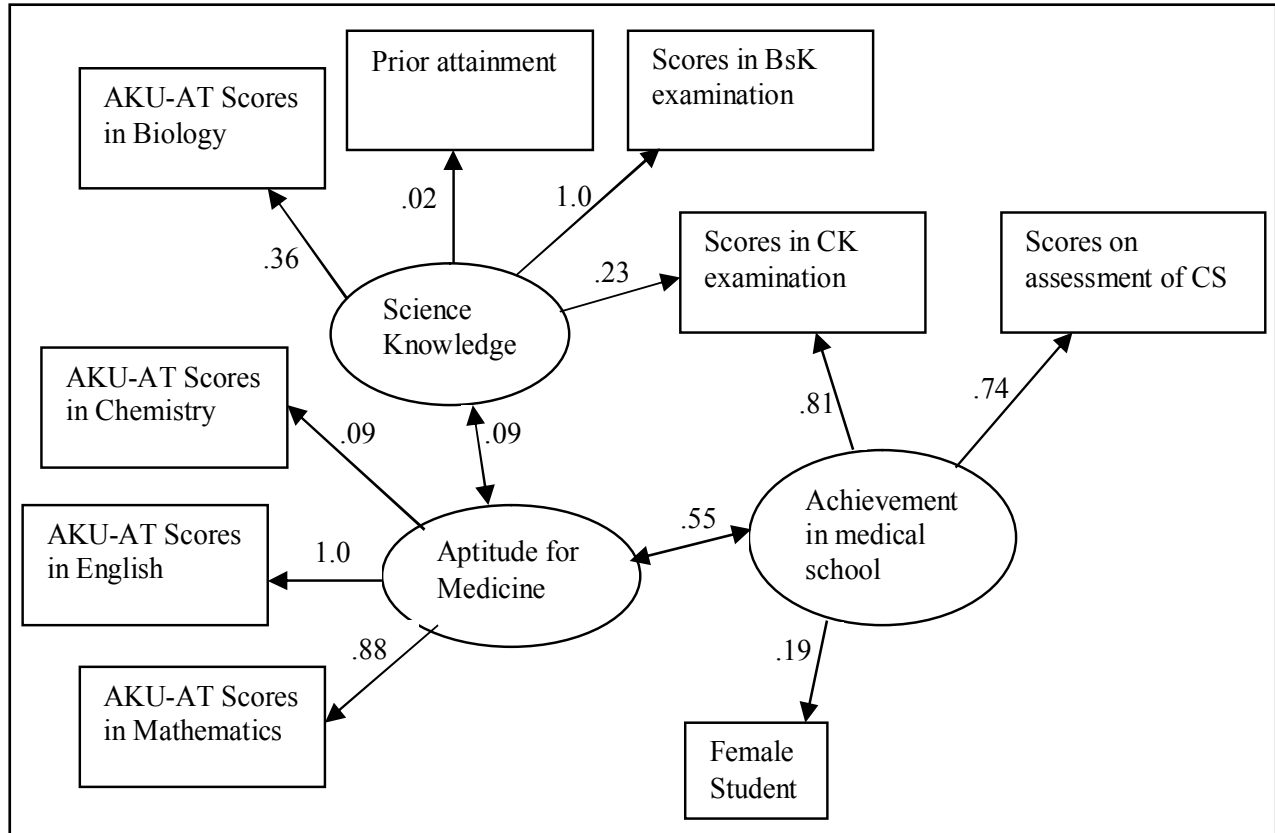 Prior attainment
Scores in BsK
examination
AKU-AT Scores
in Biology
.02
1.0
.36
Scores in CK
examination
Scores on
assessment of CS
.23
Science
Knowledge
AKU-AT Scores
in Chemistry
.09
.09
.81
.74
AKU-AT Scores
in English
1.0
Aptitude for
Medicine
.55
Achievement
in medical
school
.88
AKU-AT Scores
in Mathematics
.19
Female
Student